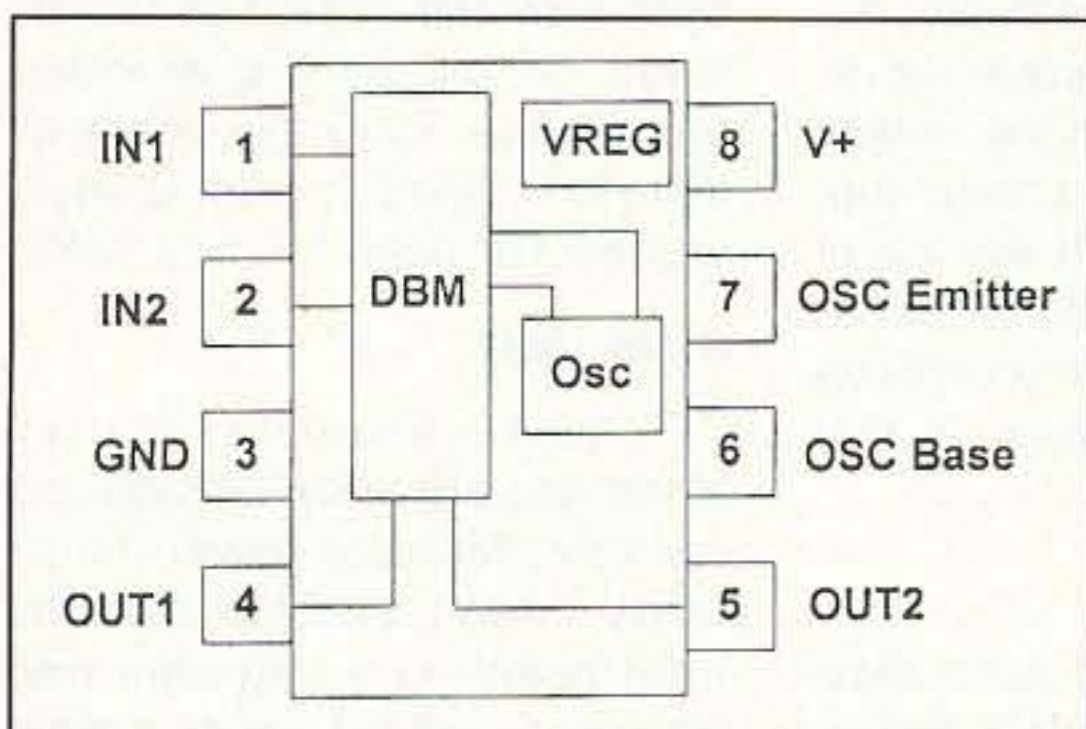 IN1 1 VREG 8 V+
IN2 2 DBM 7 OSC Emitter
Osc
GND 3 6 OSC Base
OUT1 4 5 OUT2